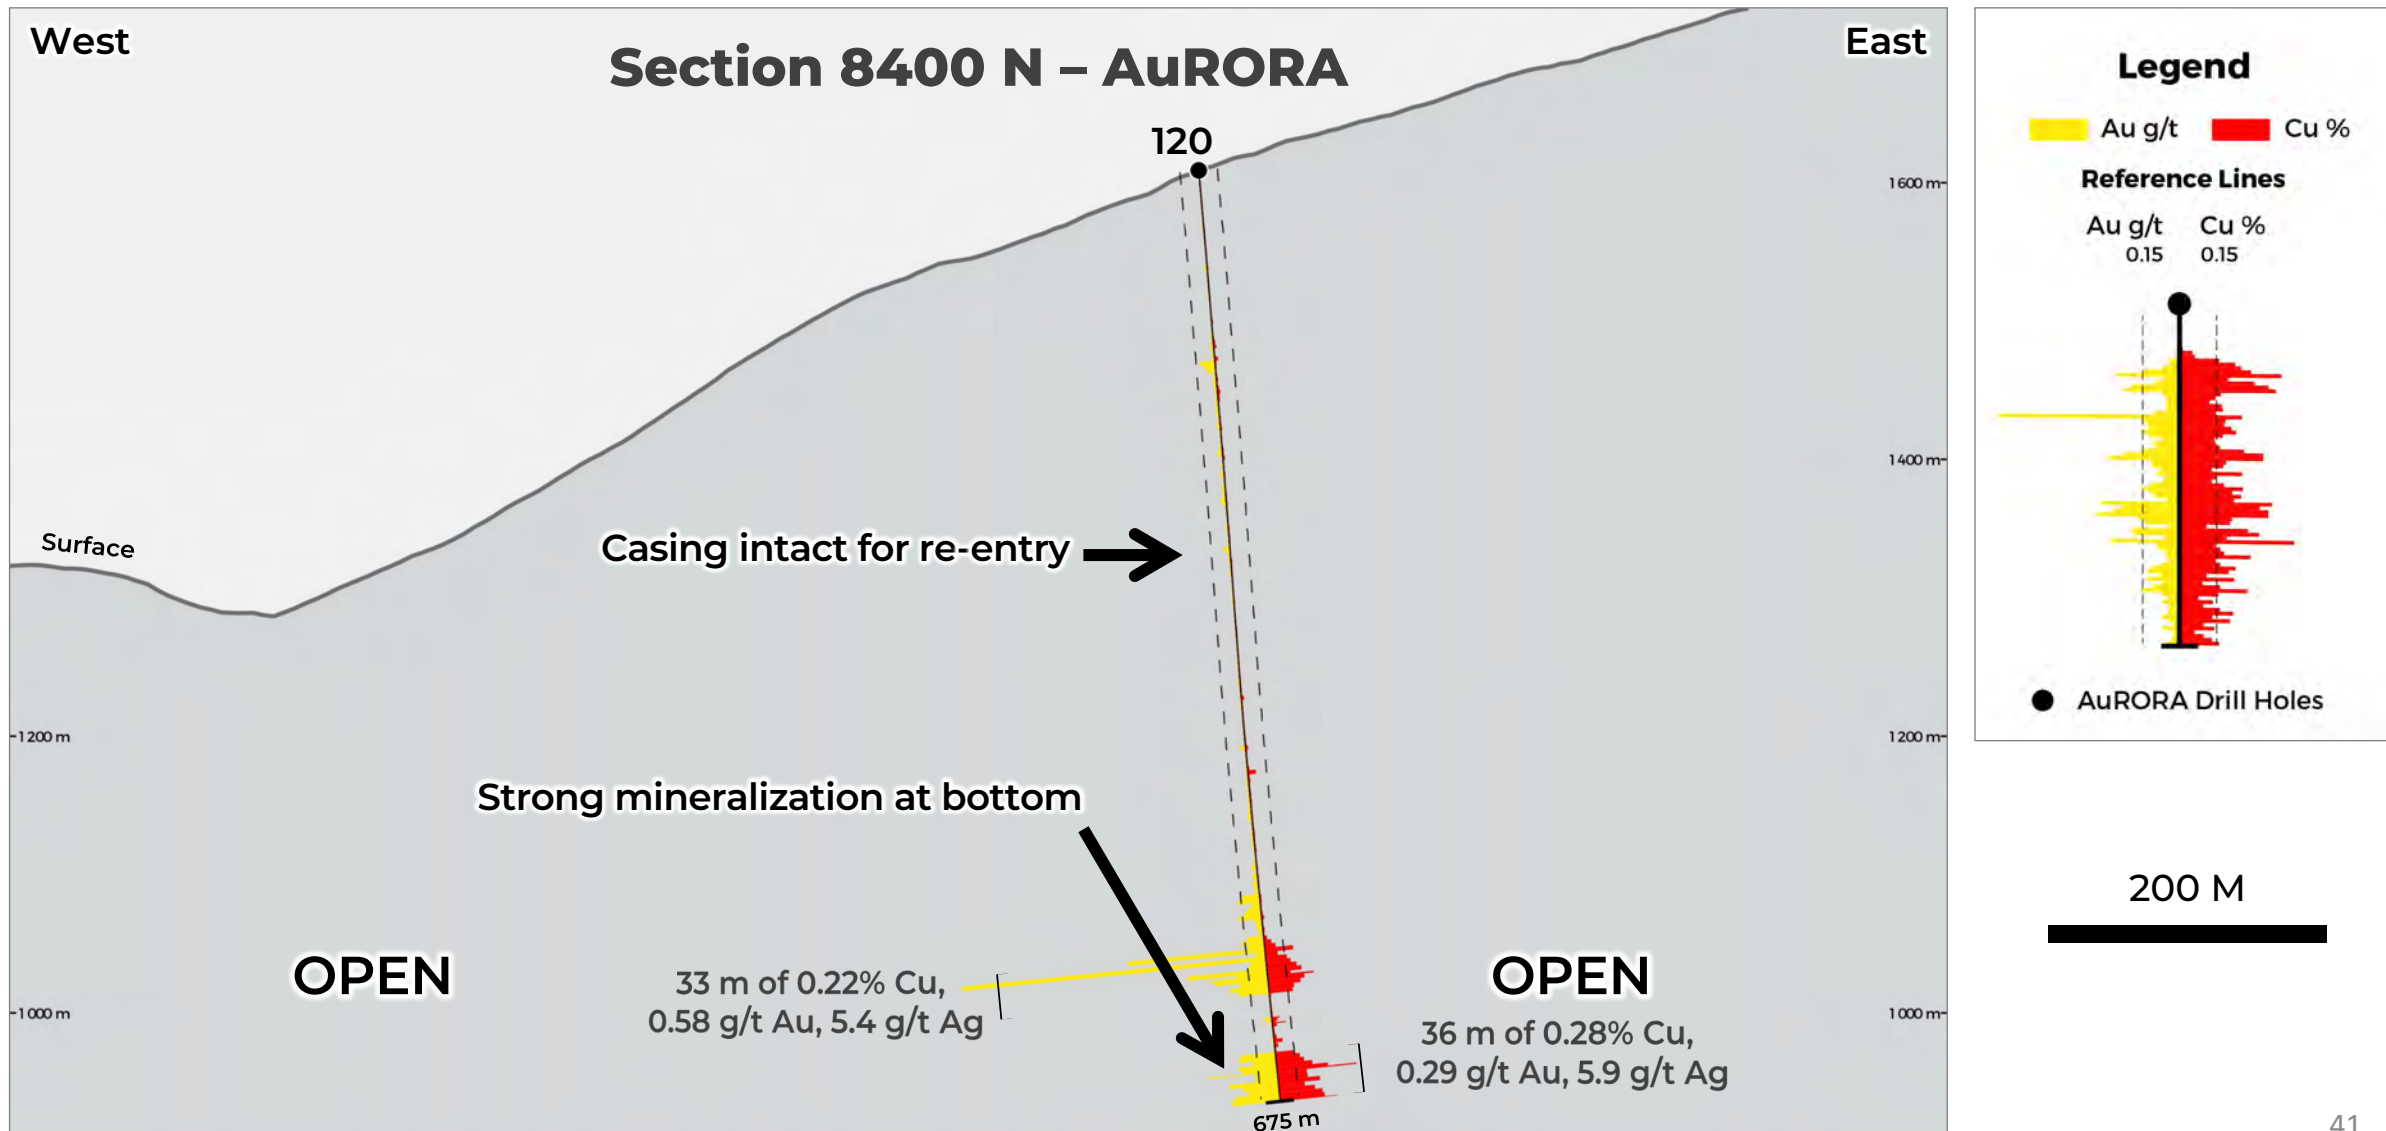 West
Section 8400 N – AuRORA
East
120
1600 m
1400 m
Casing intact for re-entry
Surface
1200 m
1200 m
Strong mineralization at bottom
OPEN
33 m of 0.22% Cu,
0.58 g/t Au, 5.4 g/t Ag
OPEN
1000 m
1000 m
36 m of 0.28% Cu,
0.29 g/t Au, 5.9 g/t Ag
675 m
Legend
Au g/t
Cu %
Reference Lines
Au g/t Cu %
0.15 0.15
AuRORA Drill Holes
200 M
41